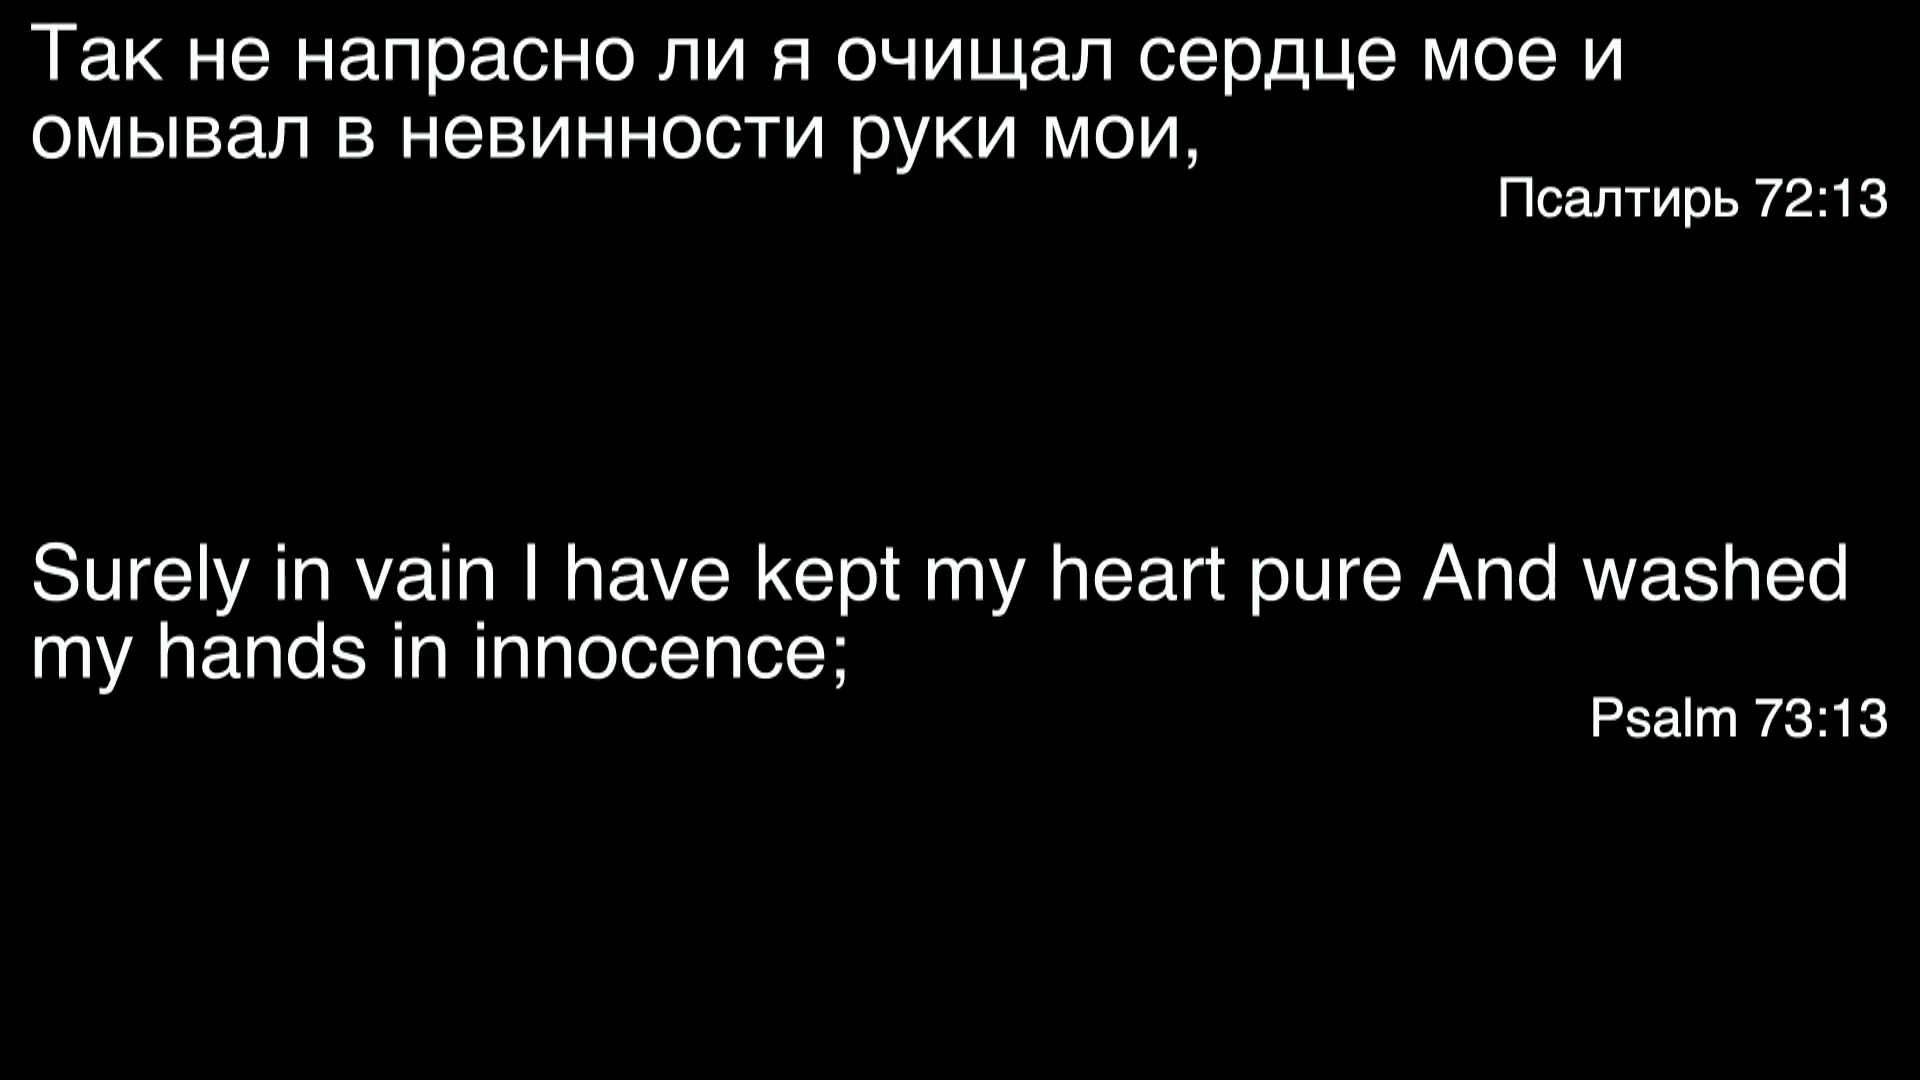 Так не напрасно ли я очищал сердце мое и
омывал в невинности руки мои,
Псалтирь 72:13
Surely in vain I have kept my heart pure And washed
my hands in innocence;
Psalm 73:13